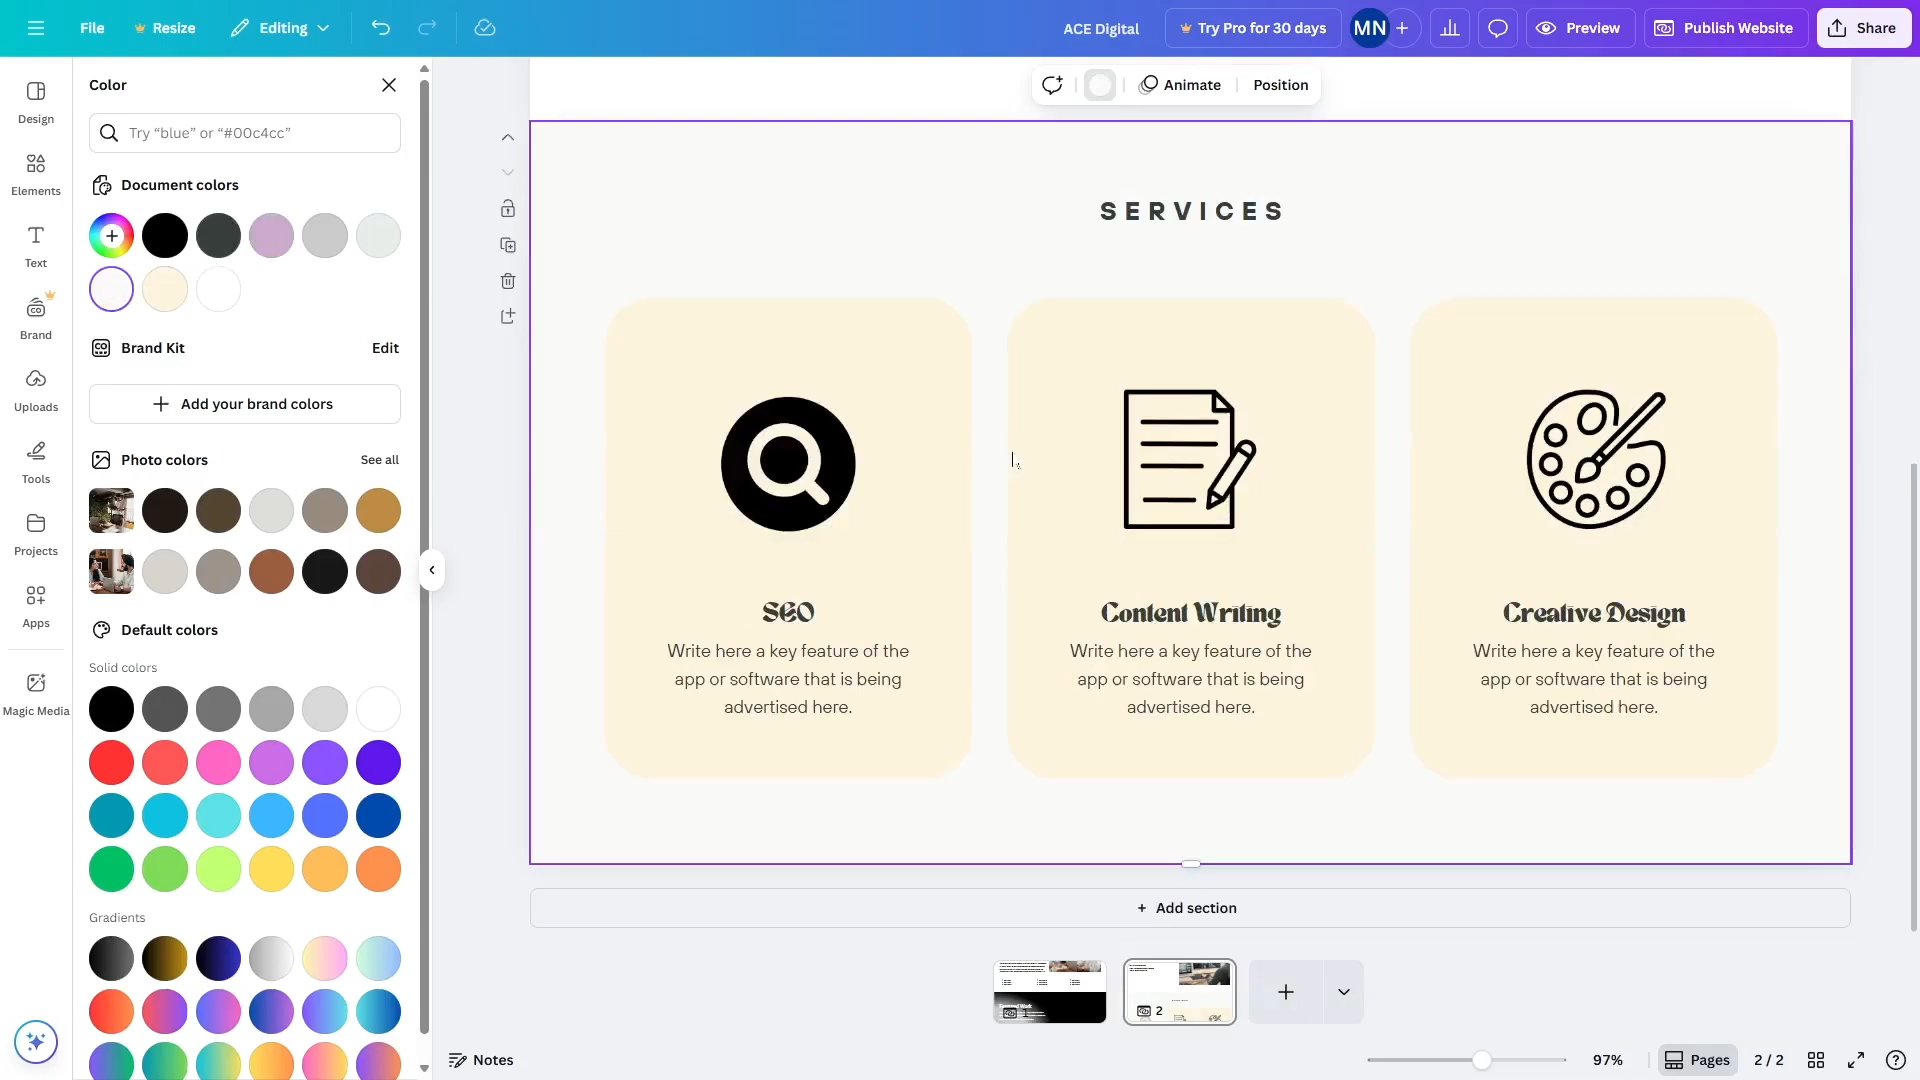 File
Resize
Editing
ACE Digital
Try Pro for 30 days
MN
Preview
Publish Website
Share
Design
Elements
Text
Brand
Uploads
Tools
Projects
Apps
Magic Media
Color
Try “blue” or “#00c4cc”
Document colors
Brand Kit
Edit
Add your brand colors
Photo colors
See all
Default colors
Solid colors
Gradients
Animate
Position
SERVICES
SEO
Write here a key feature of the
app or software that is being
advertised here.
Content Writing
Write here a key feature of the
app or software that is being
advertised here.
Creative Design
Write here a key feature of the
app or software that is being
advertised here.
+ Add section
2
Notes
97%
Pages
2 / 2